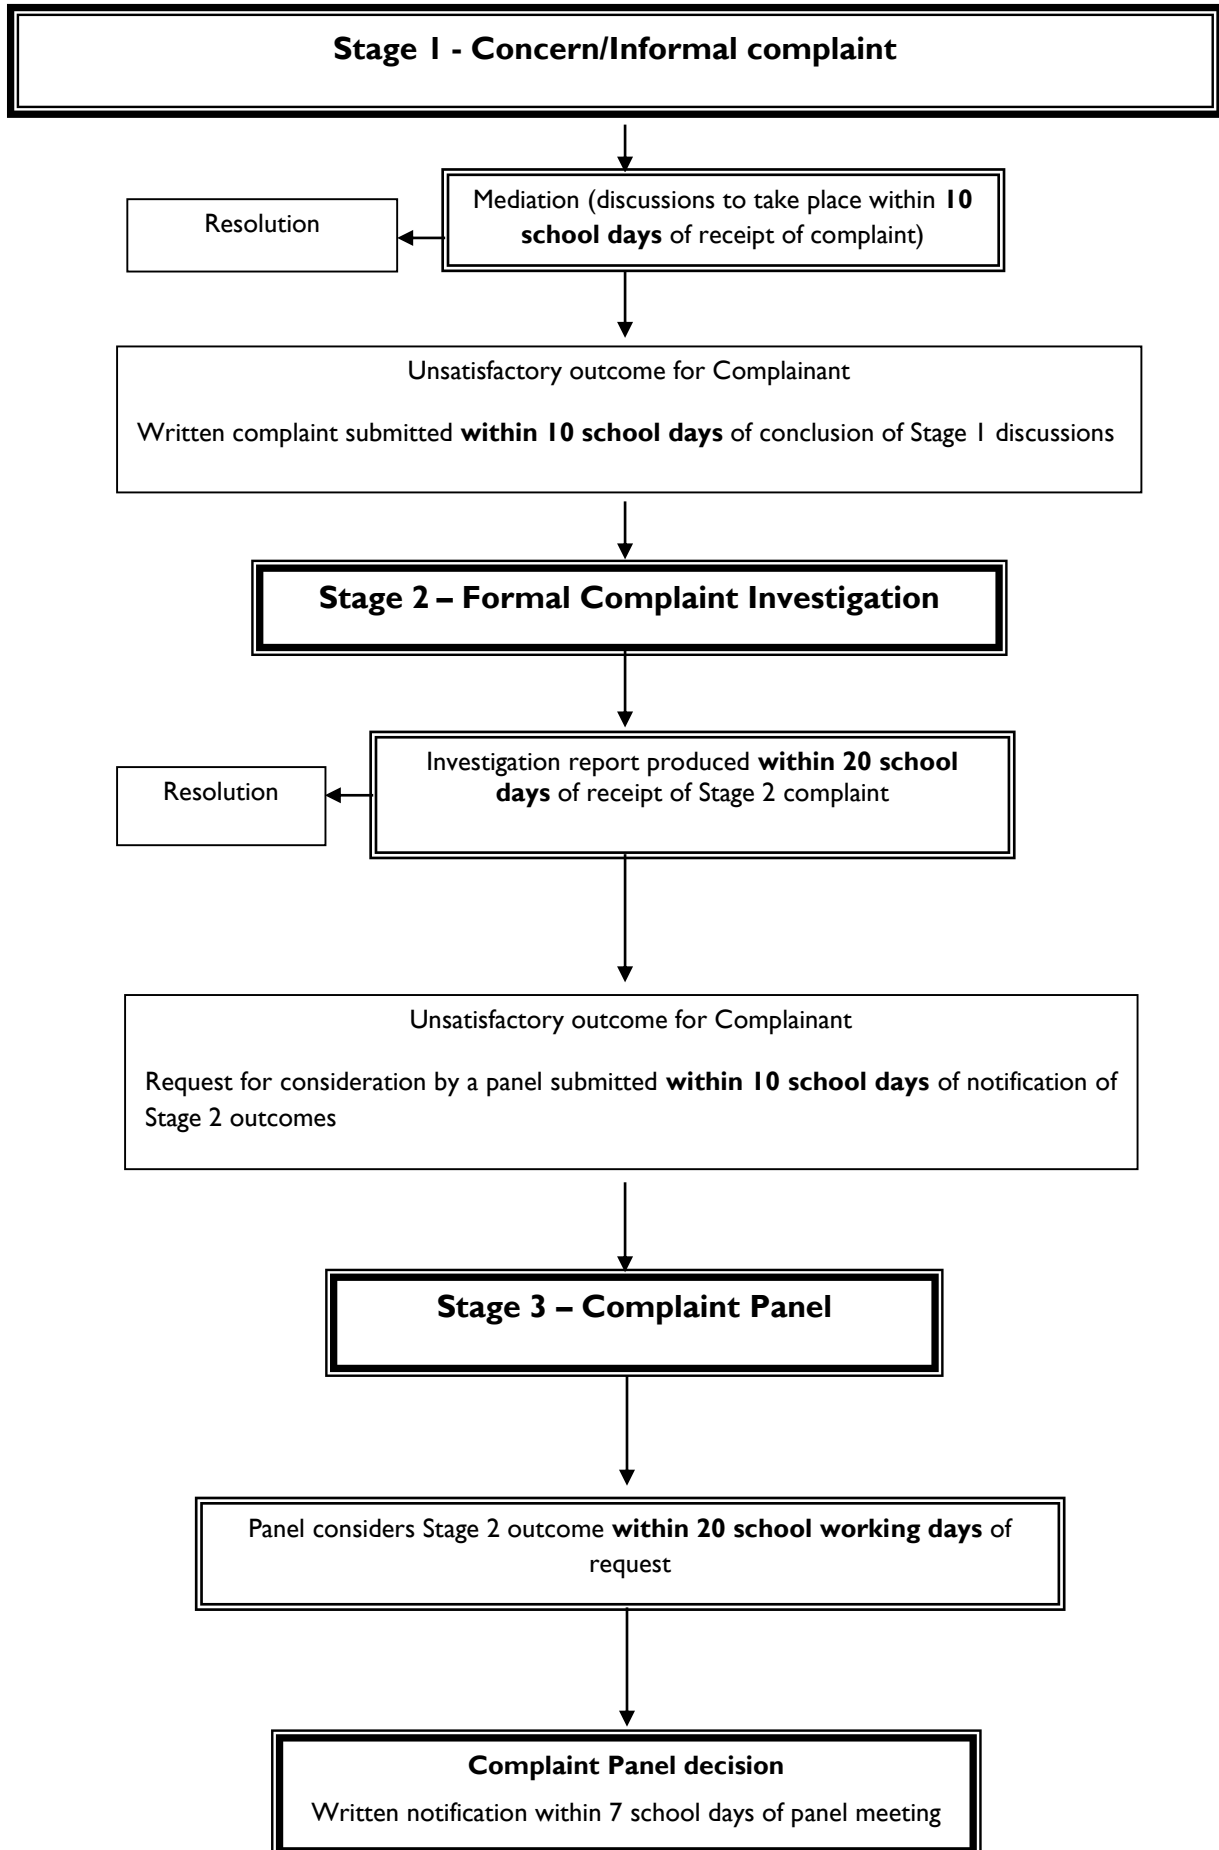 Stage 1 - Concern/Informal complaint
Mediation (discussions to take place within 10
school days of receipt of complaint)
Resolution
Unsatisfactory outcome for Complainant
Written complaint submitted within 10 school days of conclusion of Stage 1 discussions
Stage 2 – Formal Complaint Investigation
Investigation report produced within 20 school
days of receipt of Stage 2 complaint
Resolution
Unsatisfactory outcome for Complainant
Request for consideration by a panel submitted within 10 school days of notification of
Stage 2 outcomes
Stage 3 – Complaint Panel
Panel considers Stage 2 outcome within 20 school working days of
request
Complaint Panel decision
Written notification within 7 school days of panel meeting